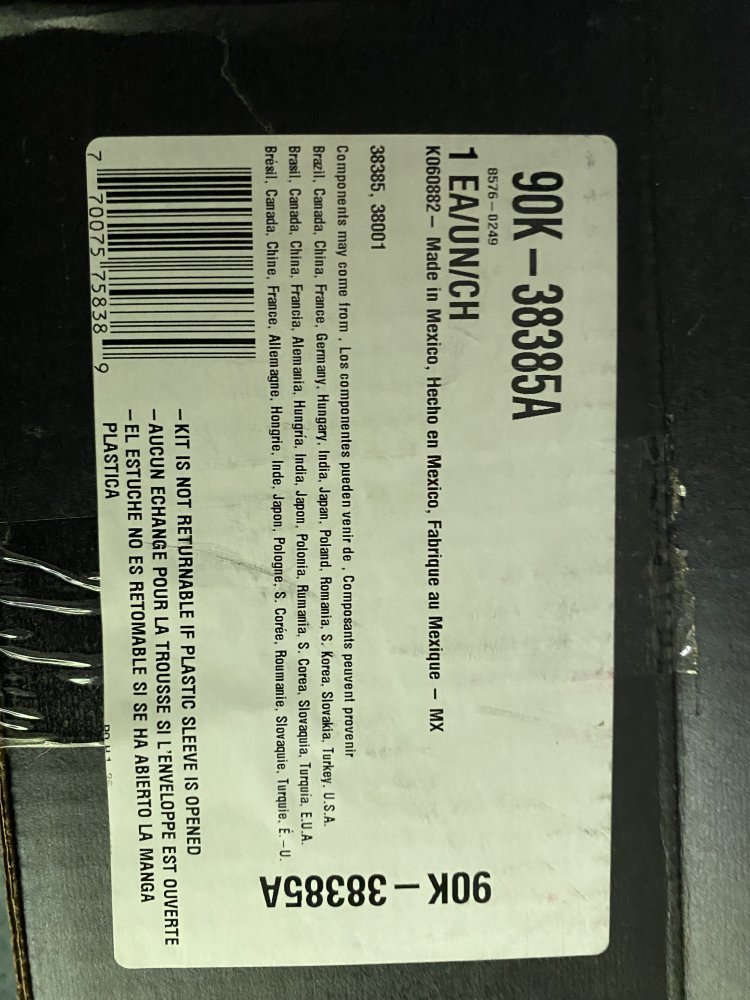 90K-38385A
8576-0249
1 EA/UN/CH
K060882- Made in Mexico, Hecho en Mexico, Fabrique au Mexique - MX
38385, 38001
Components may come from , Los componentes pueden venir de , Composants peuvent provenir
Brazil, Canada, China, France, Germany, Hungary, India, Japan, Poland, Romania, S. Korea, Slovakia, Turkey, U.S.A.
Brasil, Canada, China, Francia, Alemania, Hungria, India, Japon, Polonia, Rumania, S. Corea, Slovaquia, Turquia, E.U.A.
Brésil, Canada, Chine, France, Allemagne, Hongrie, Inde, Japon, Pologne, S. Corée, Roumanie, Slovaquie, Turquie, É.-U.
7 70075 75838 9
-KIT IS NOT RETURNABLE IF PLASTIC SLEEVE IS OPENED
-AUCUN ECHANGE POUR LA TROUSSE SI L'ENVELOPPE EST OUVERTE
-EL ESTUCHE NO ES RETOMABLE SI SE HA ABIERTO LA MANGA
PLASTICA
90K-38385A